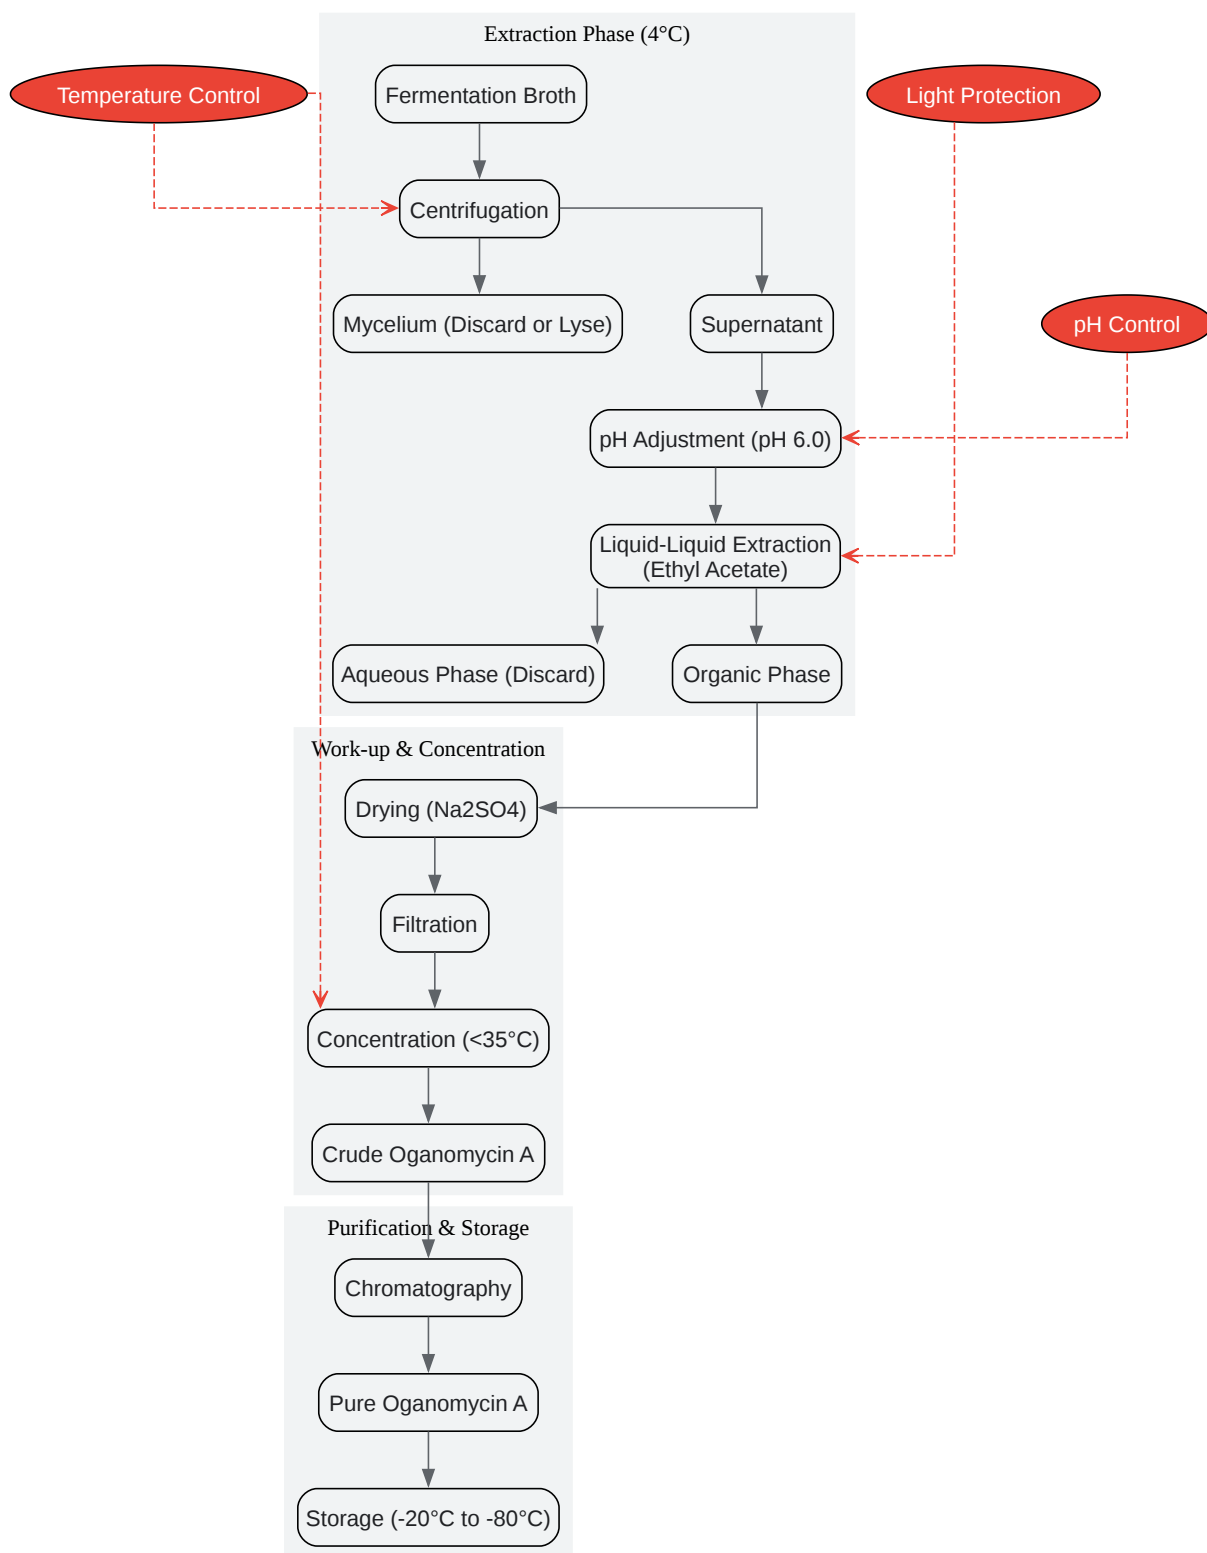 Extraction Phase (4°C)
Temperature Control
Fermentation Broth
Light Protection
Centrifugation
Mycelium (Discard or Lyse)
Supernatant
pH Control
pH Adjustment (pH 6.0)
Liquid-Liquid Extraction
(Ethyl Acetate)
Aqueous Phase (Discard)
Organic Phase
Work-up & Concentration
Drying (Na2SO4)
Filtration
Concentration (<35°C)
Crude Oganomycin A
Purification & Storage
Chromatography
Pure Oganomycin A
Storage (-20°C to -80°C)